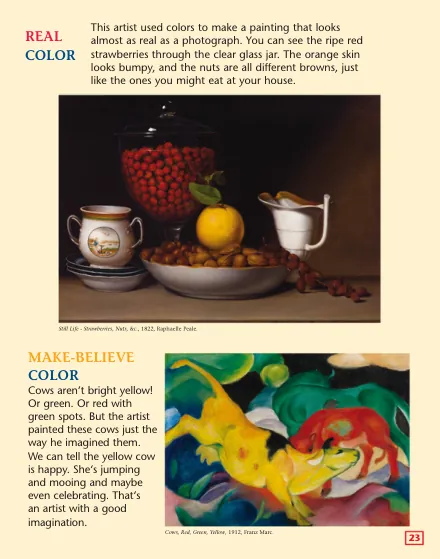 REAL
COLOR
This artist used colors to make a painting that looks
almost as real as a photograph. You can see the ripe red
strawberries through the clear glass jar. The orange skin
looks bumpy, and the nuts are all different browns, just
like the ones you might eat at your house.
Still Life - Strawberries, Nuts, &c., 1822, Raphaelle Peale.
MAKE-BELIEVE
COLOR
Cows aren't bright yellow!
Or green. Or red with
green spots. But the artist
painted these cows just the
way he imagined them.
We can tell the yellow cow
is happy. She's jumping
and mooing and maybe
even celebrating. That's
an artist with a good
imagination.
Cows, Red, Green, Yellow, 1912, Franz Marc.
23